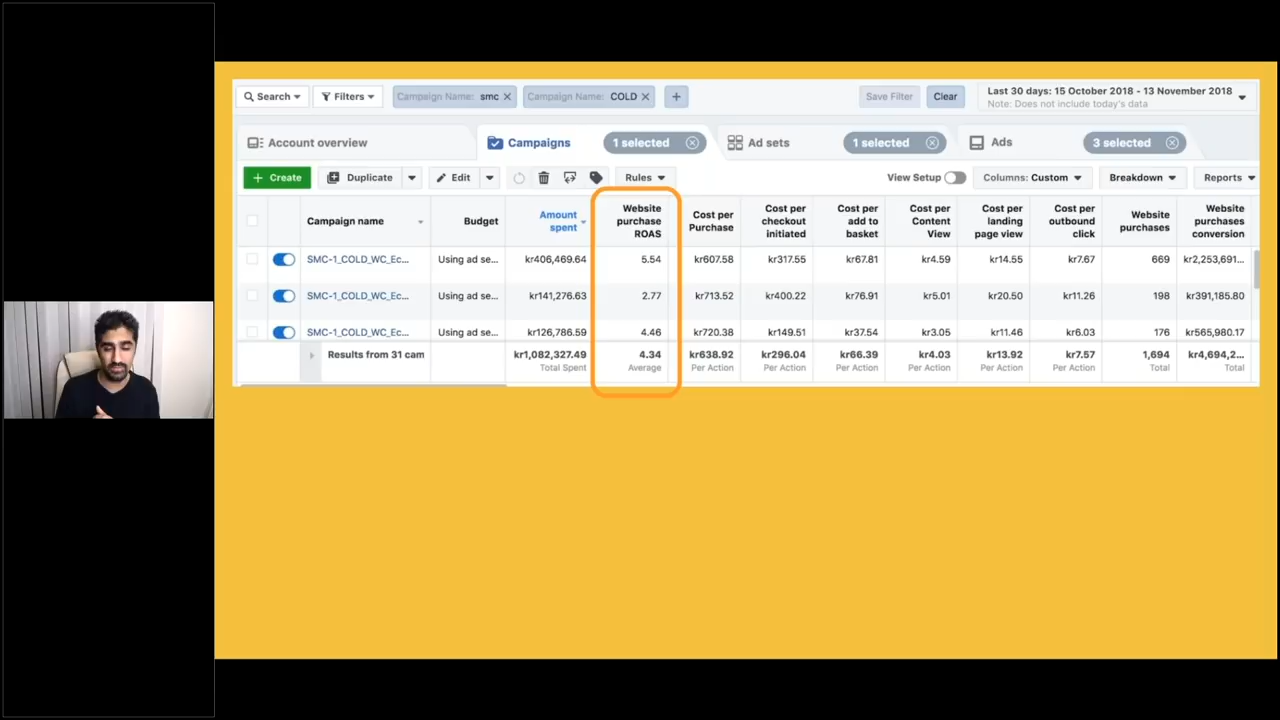 Search
Filters
Campaign Name: smc
Campaign Name: COLD
+
Save Filter
Clear
Last 30 days: 15 October 2018 - 13 November 2018
Note: Does not include today's data
Account overview
Campaigns
1 selected
Ad sets
1 selected
Ads
3 selected
+ Create
Duplicate
Edit
Rules
View Setup
Columns: Custom
Breakdown
Reports
Campaign name
Budget
Amount
spent
Website
purchase
ROAS
Cost per
Purchase
Cost per
checkout
initiated
Cost per
add to
basket
Cost per
Content
View
Cost per
landing
page view
Cost per
outbound
click
Website
purchases
Website
purchases
conversion
SMC-1_COLD_WC_Ec... Using ad se... kr406,469.64 5.54 kr607.58 kr317.55 kr67.81 kr4.59 kr14.55 kr7.67 669 kr2,253,691...
SMC-1_COLD_WC_Ec... Using ad se... kr141,276.63 2.77 kr713.52 kr400.22 kr76.91 kr5.01 kr20.50 kr11.26 198 kr391,185.80
SMC-1_COLD_WC_Ec... Using ad se... kr126,786.59 4.46 kr720.38 kr149.51 kr37.54 kr3.05 kr11.46 kr6.03 176 kr565,980.17
Results from 31 cam kr1,082,327.49 4.34 kr638.92 kr296.04 kr66.39 kr4.03 kr13.92 kr7.57 1,694 kr4,694,2...
Total Spent Average Per Action Per Action Per Action Per Action Per Action Per Action Total Total